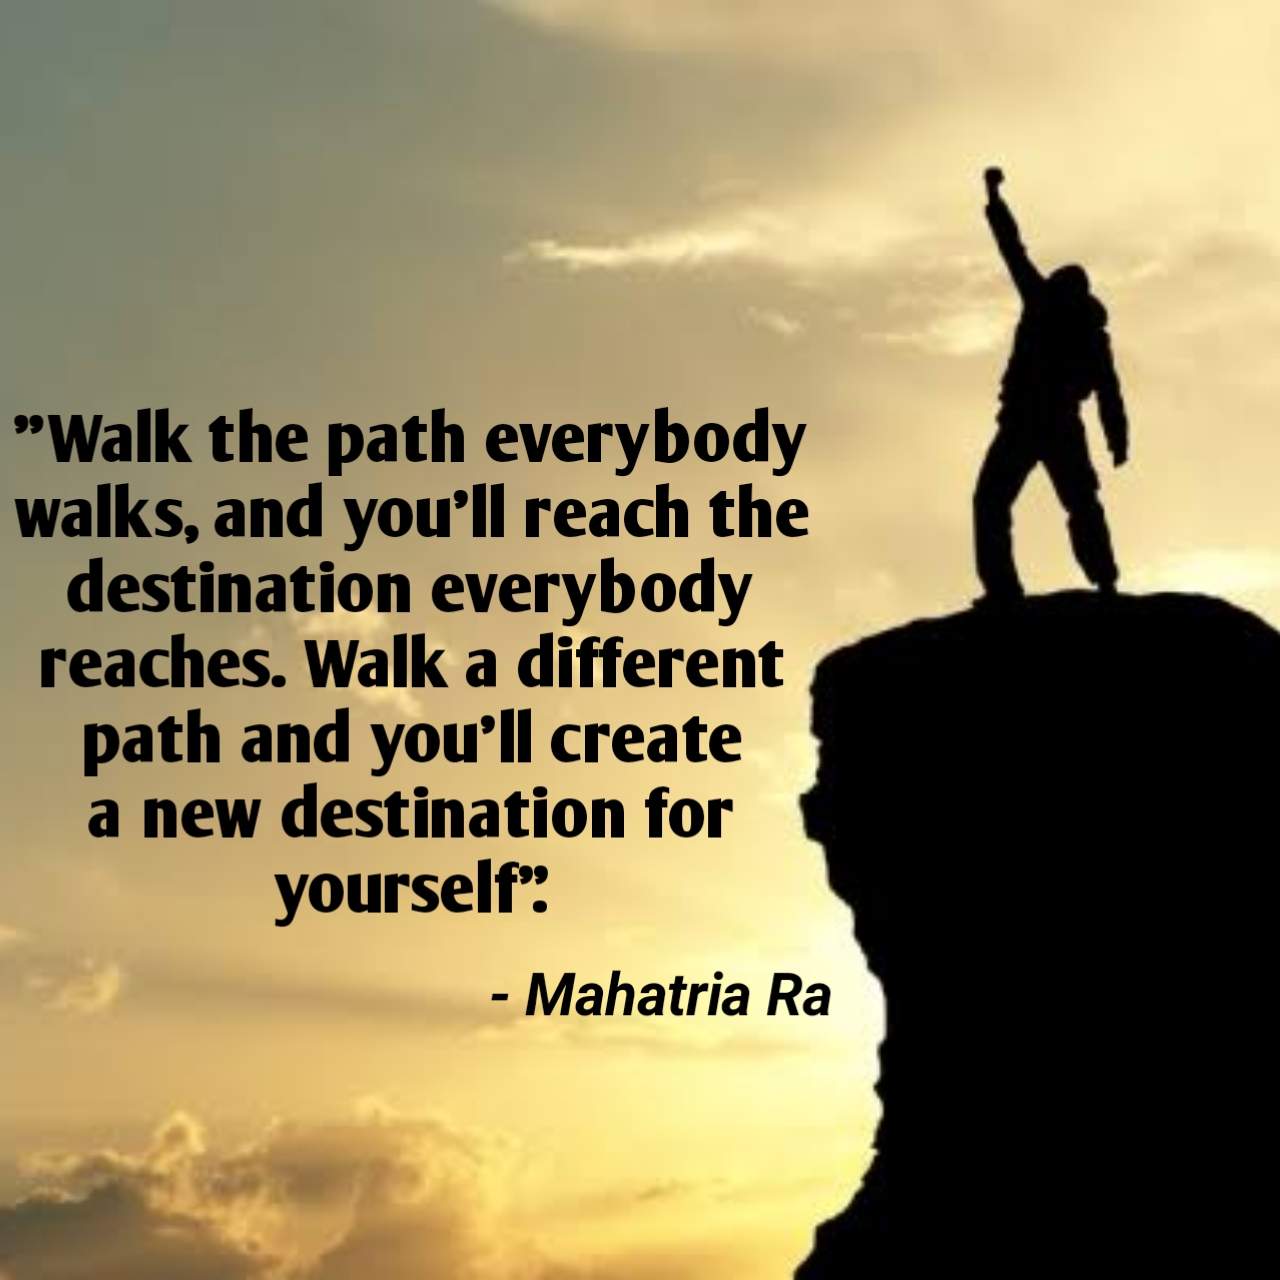 ”Walk the path everybody
walks, and you’ll reach the
destination everybody
reaches. Walk a different
path and you’ll create
a new destination for
yourself”.
- Mahatria Ra